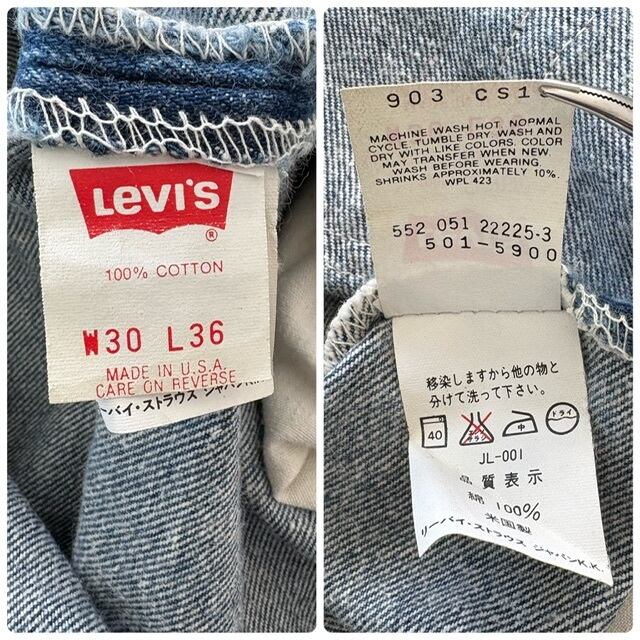 LEVI'S
®
100% COTTON
W30 L36
MADE IN U.S.A.
CARE ON REVERSE
リーバイ・ストラウス ジャパンK.K.
903 CS1
MACHINE WASH HOT. NORMAL
CYCLE. TUMBLE DRY. WASH AND
DRY WITH LIKE COLORS. COLOR
MAY TRANSFER WHEN NEW.
WASH BEFORE WEARING.
SHRINKS APPROXIMATELY 10%.
WPL 423
552 051 22225-3
501-5900
移染しますから他の物と
分けて洗って下さい。
40 中 ドライ
JL-001
品質表示
綿 100%
米国製
リーバイ・ストラウス ジャパンK.K.